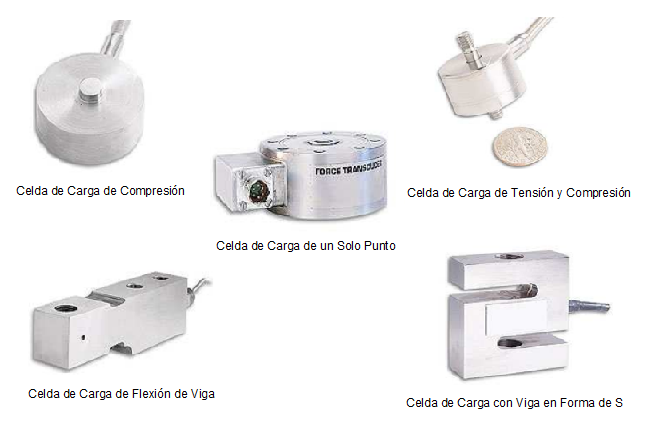 FORCE TRANSDUCER
Celda de Carga de Compresión
Celda de Carga de Tensión y Compresión
Celda de Carga de un Solo Punto
Celda de Carga de Flexión de Viga
Celda de Carga con Viga en Forma de S